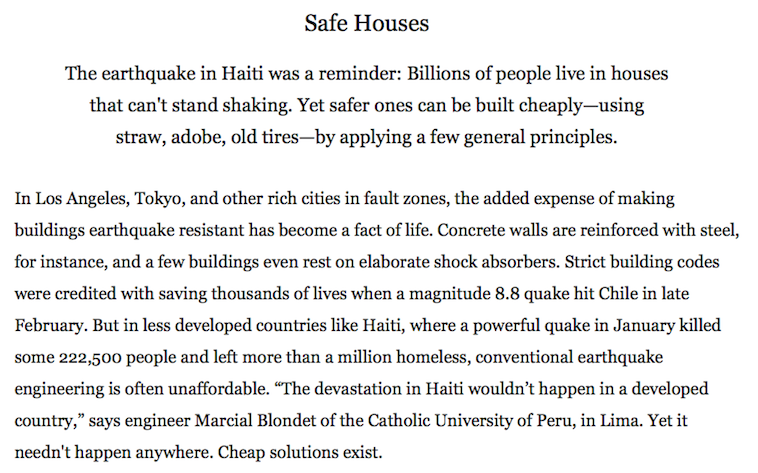 Safe Houses
The earthquake in Haiti was a reminder: Billions of people live in houses
that can't stand shaking. Yet safer ones can be built cheaply—using
straw, adobe, old tires—by applying a few general principles.
In Los Angeles, Tokyo, and other rich cities in fault zones, the added expense of making
buildings earthquake resistant has become a fact of life. Concrete walls are reinforced with steel,
for instance, and a few buildings even rest on elaborate shock absorbers. Strict building codes
were credited with saving thousands of lives when a magnitude 8.8 quake hit Chile in late
February. But in less developed countries like Haiti, where a powerful quake in January killed
some 222,500 people and left more than a million homeless, conventional earthquake
engineering is often unaffordable. “The devastation in Haiti wouldn’t happen in a developed
country,” says engineer Marcial Blondet of the Catholic University of Peru, in Lima. Yet it
needn't happen anywhere. Cheap solutions exist.